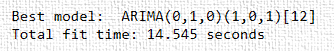 Best model:  ARIMA(0,1,0)(1,0,1)[12]
Total fit time: 14.545 seconds